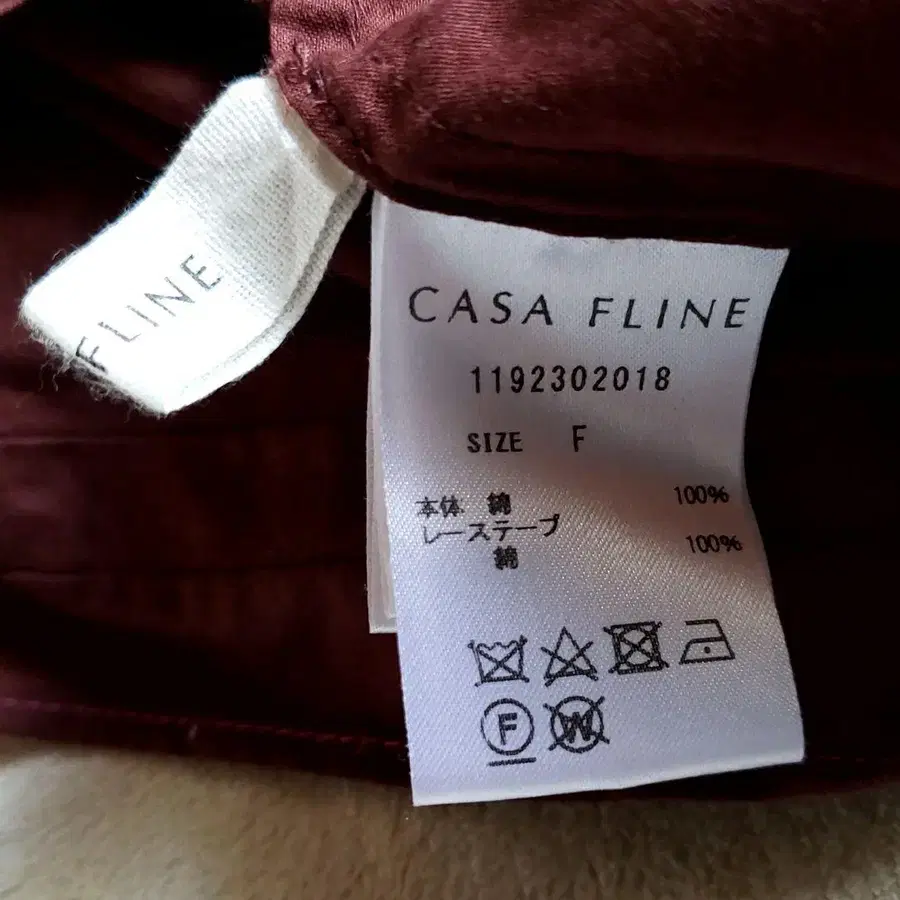 FLINE
CASA FLINE
1192302018
SIZE F
本体 綿 100%
レーステープ
綿 100%
F
W